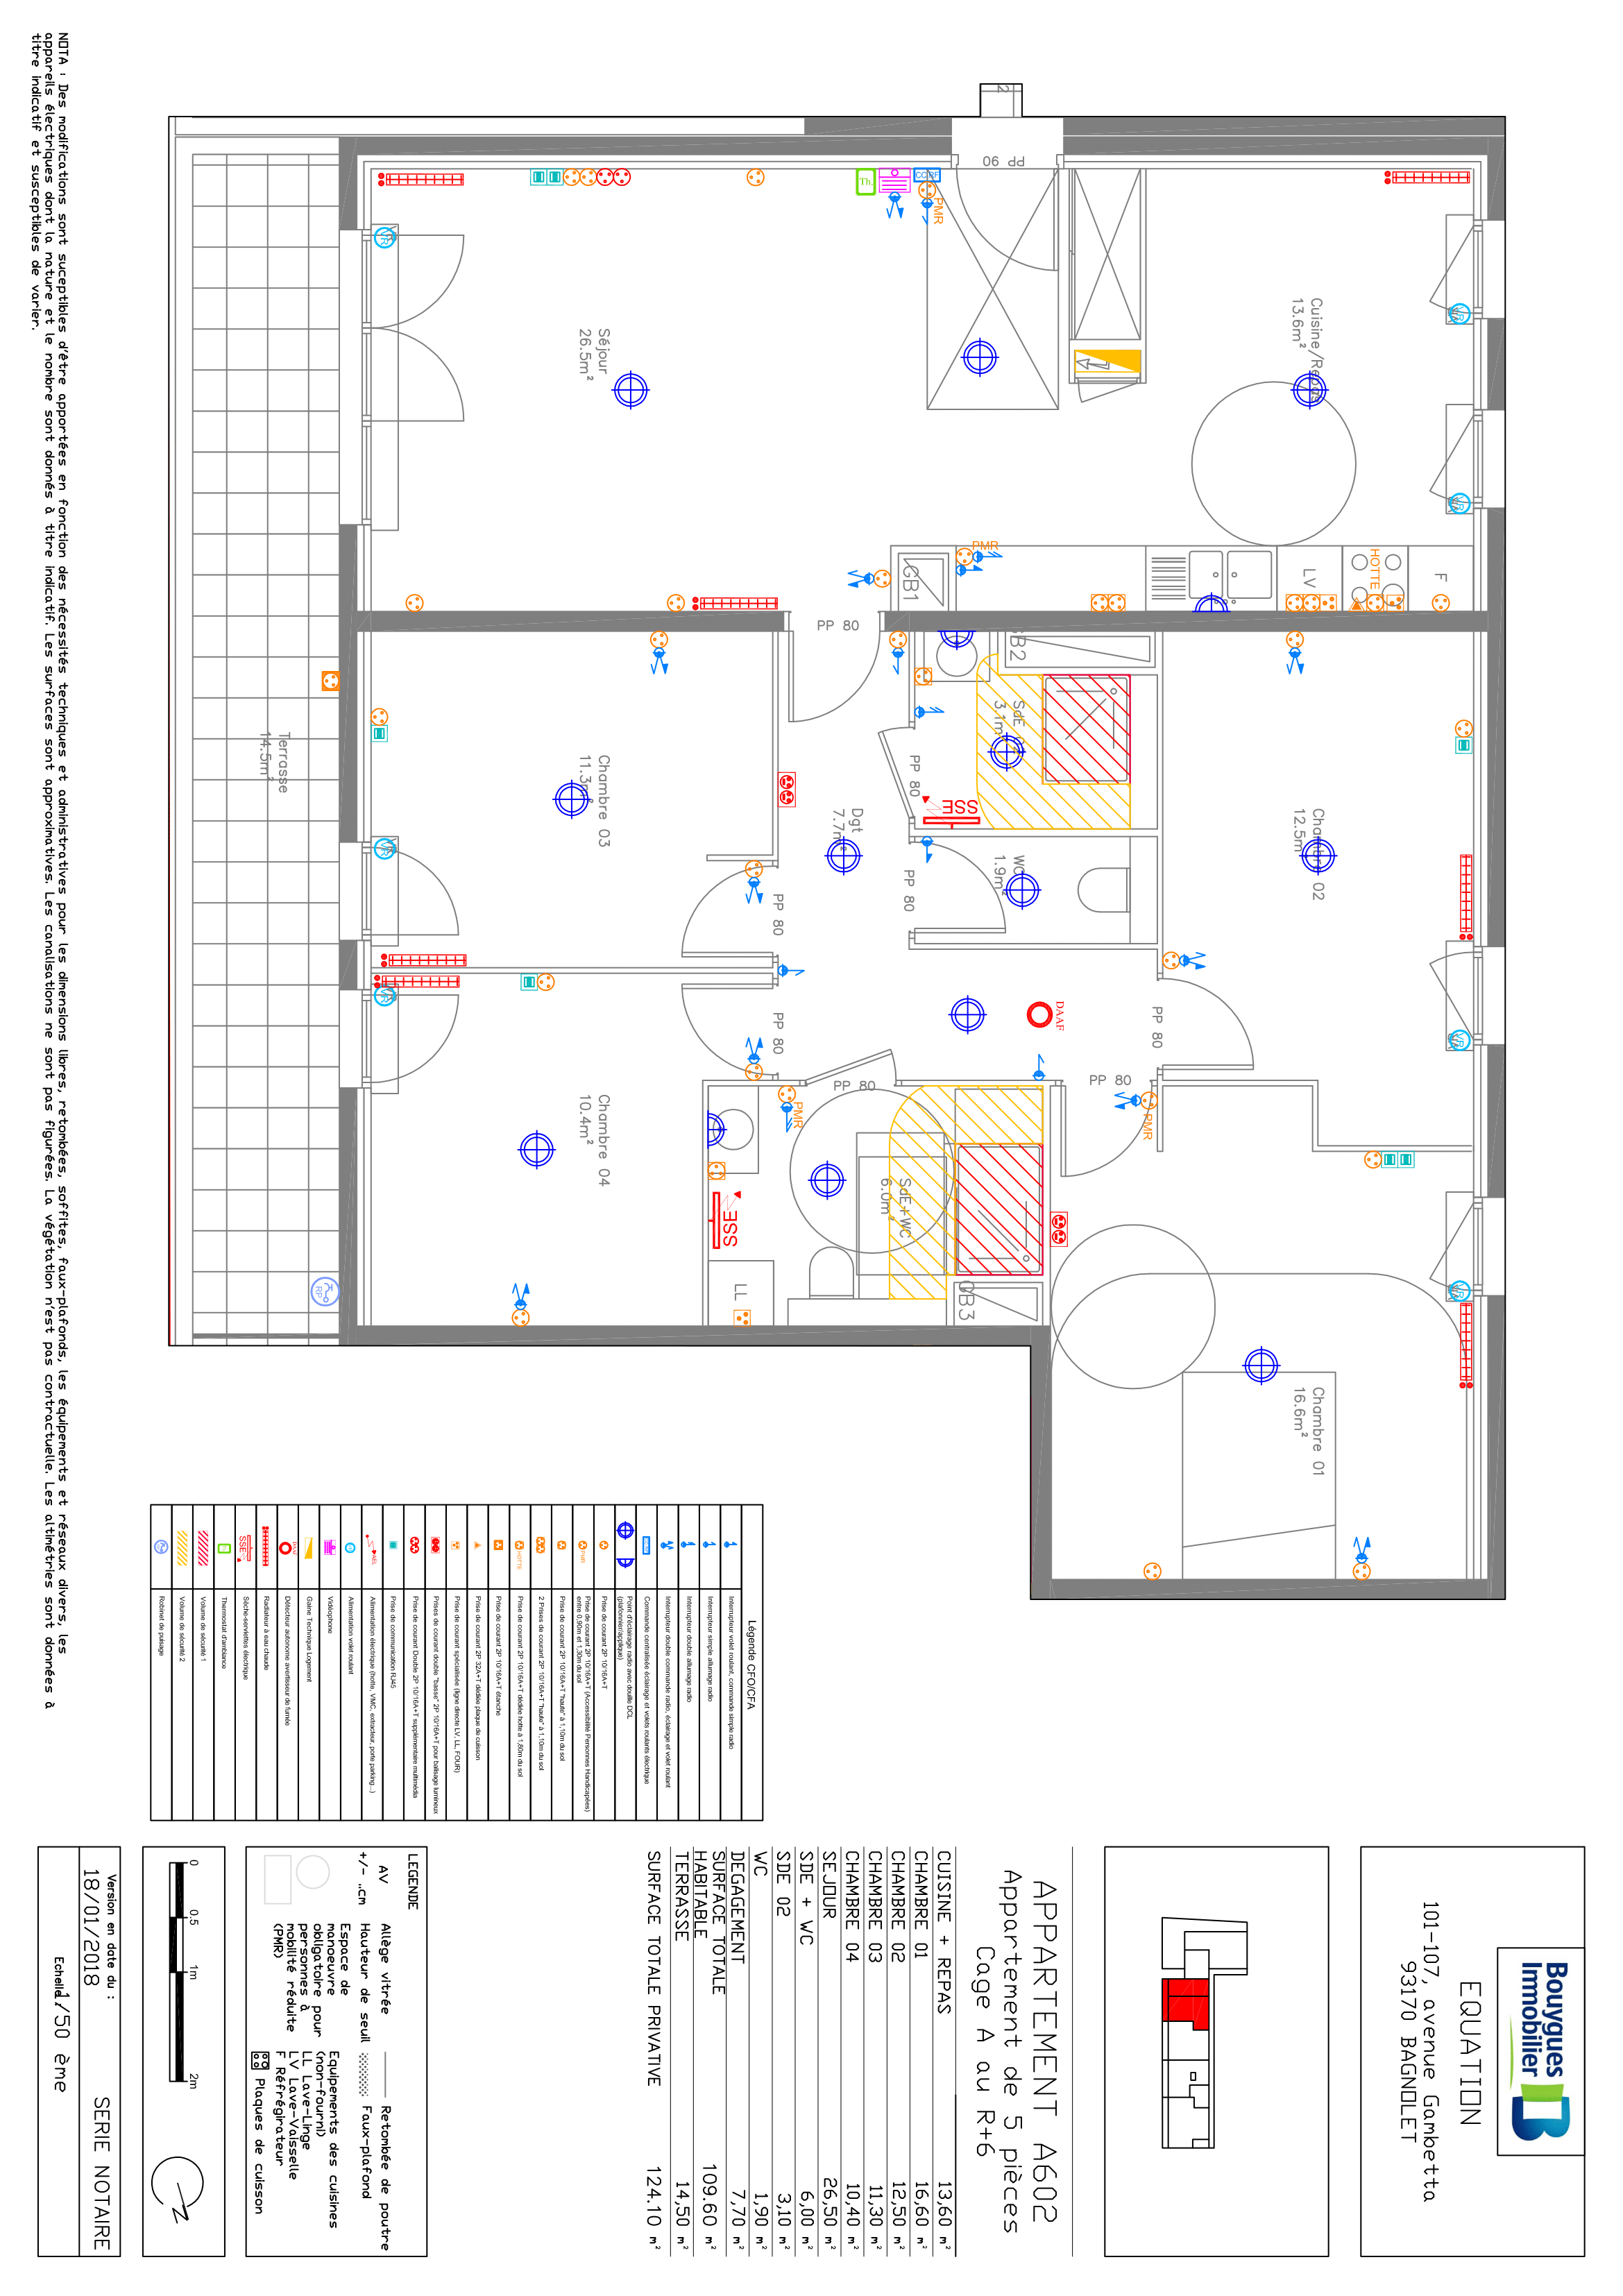 NOTA : Des modifications sont suceptibles d'être apportées en fonction des nécessités techniques et administratives pour les dimensions libres, retombées, soffites, faux-plafonds, les équipements et réseaux divers, les
appareils électriques dont la nature et le nombre sont donnés à titre indicatif. Les surfaces sont approximatives. Les canalisations ne sont pas figurées. La végétation n'est pas contractuelle. Les altimétries sont données à
titre indicatif et susceptibles de varier.
PP 90
Cuisine/Repas
13.6m²
Séjour
26.5m²
Th.
PMR
PMR
GB1
LV
HOTTE
F
PP 80
GB2
SdE
3.1m²
PP 80
SSE
Terrasse
14.5m²
Chambre 03
11.3m²
Dgt
7.7m²
WC
1.9m²
Chambre 02
12.5m²
PP 80
PP 80
PP 80
PP 80
DAAF
PP 80
PP 80
PMR
PMR
Chambre 04
10.4m²
SdE+WC
6.0m²
SSE
LL
GB3
RP
Chambre 01
16.6m²
VR
VR
VR
VR
VR
VR
VR
Légende CFO/CFA
Interrupteur volet roulant, commande simple radio
Interrupteur simple allumage radio
Interrupteur double allumage radio
Interrupteur double commande radio, éclairage et volet roulant
Commande centralisée éclairage et volets roulants électrique
Point d'éclairage radio avec douille DCL
(plafonnier/applique)
Prise de courant 2P 10/16A+T
Prise de courant 2P 10/16A+T (Accessibilité Personnes Handicapées)
entre 0,90m et 1,30m du sol
Prise de courant 2P 10/16A+T "haute" à 1,10m du sol
2 Prises de courant 2P 10/16A+T "haute" à 1,10m du sol
Prise de courant 2P 10/16A+T dédiée hotte à 1,80m du sol
Prise de courant 2P 10/16A+T étanche
Prise de courant 2P 32A+T dédiée plaque de cuisson
Prise de courant spécialisée (ligne directe LV, LL, FOUR)
Prises de courant double "basse" 2P 10/16A+T pour balisage lumineux
Prise de courant Double 2P 10/16A+T supplémentaire multimédia
Prise de communication RJ45
Alimentation électrique (hotte, VMC, extracteur, porte parking...)
Alimentation volet roulant
Vidéophone
Gaine Technique Logement
Détecteur autonome avertisseur de fumée
Radiateur à eau chaude
Sèche-serviettes électrique
Thermostat d'ambiance
Volume de sécurité 1
Volume de sécurité 2
Robinet de puisage
Bouygues
Immobilier
EQUATION
101-107, avenue Gambetta
93170 BAGNOLET
APPARTEMENT A602
Appartement de 5 pièces
Cage A au R+6
CUISINE + REPAS 13,60 m²
CHAMBRE 01 16,60 m²
CHAMBRE 02 12,50 m²
CHAMBRE 03 11,30 m²
CHAMBRE 04 10,40 m²
SEJOUR 26,50 m²
SDE + WC 6,00 m²
SDE 02 3,10 m²
WC 1,90 m²
DEGAGEMENT 7,70 m²
SURFACE TOTALE
HABITABLE 109.60 m²
TERRASSE 14,50 m²
SURFACE TOTALE PRIVATIVE 124.10 m²
LEGENDE
AV Allège vitrée
+/- ..cm Hauteur de seuil
Espace de
manoeuvre
obligatoire pour
personnes à
mobilité réduite
(PMR)
Retombée de poutre
Faux-plafond
Equipements des cuisines
(non-fourni)
LL Lave-Linge
LV Lave-Vaisselle
F Réfrigérateur
Plaques de cuisson
0 0.5 1m 2m
N
Version en date du :
18/01/2018
SERIE NOTAIRE
Echelle 1/50 ème